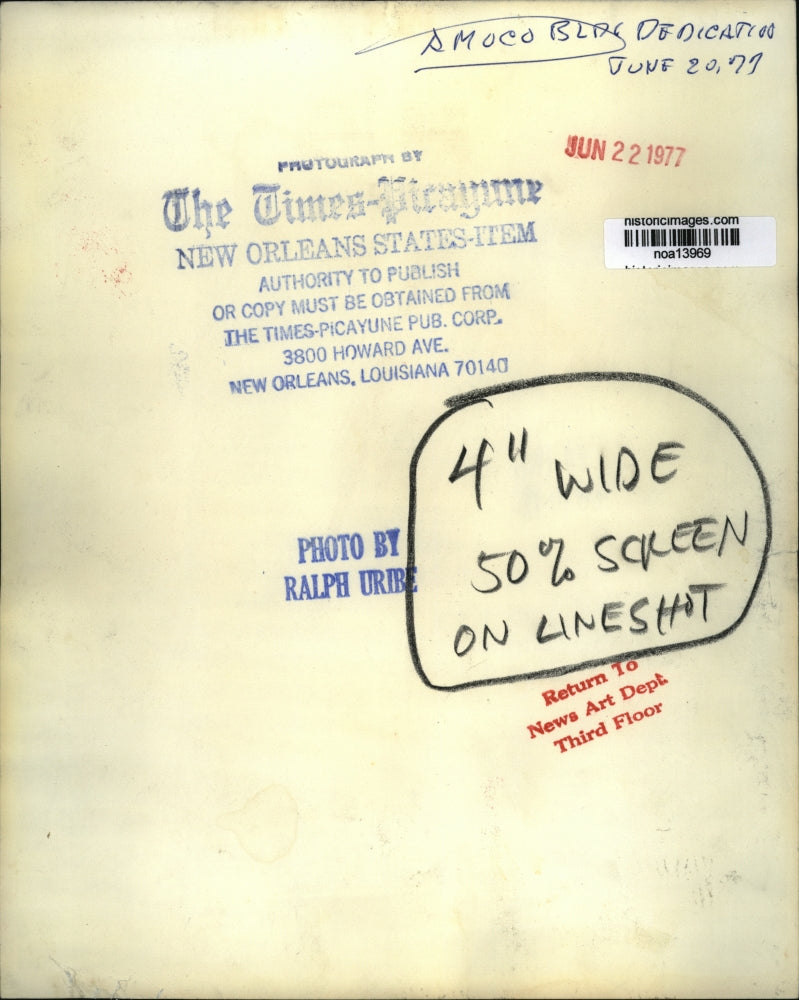 AMOCO BLDG DEDICATION
JUNE 20, 77
JUN 22 1977
PHOTOGRAPH BY
The Times-Picayune
NEW ORLEANS STATES-ITEM
AUTHORITY TO PUBLISH
OR COPY MUST BE OBTAINED FROM
THE TIMES-PICAYUNE PUB. CORP.
3800 HOWARD AVE.
NEW ORLEANS, LOUISIANA 70140
historicimages.com
noa13969
4" WIDE
50% SCREEN
ON LINESHOT
PHOTO BY
RALPH URIBE
Return To
News Art Dept.
Third Floor